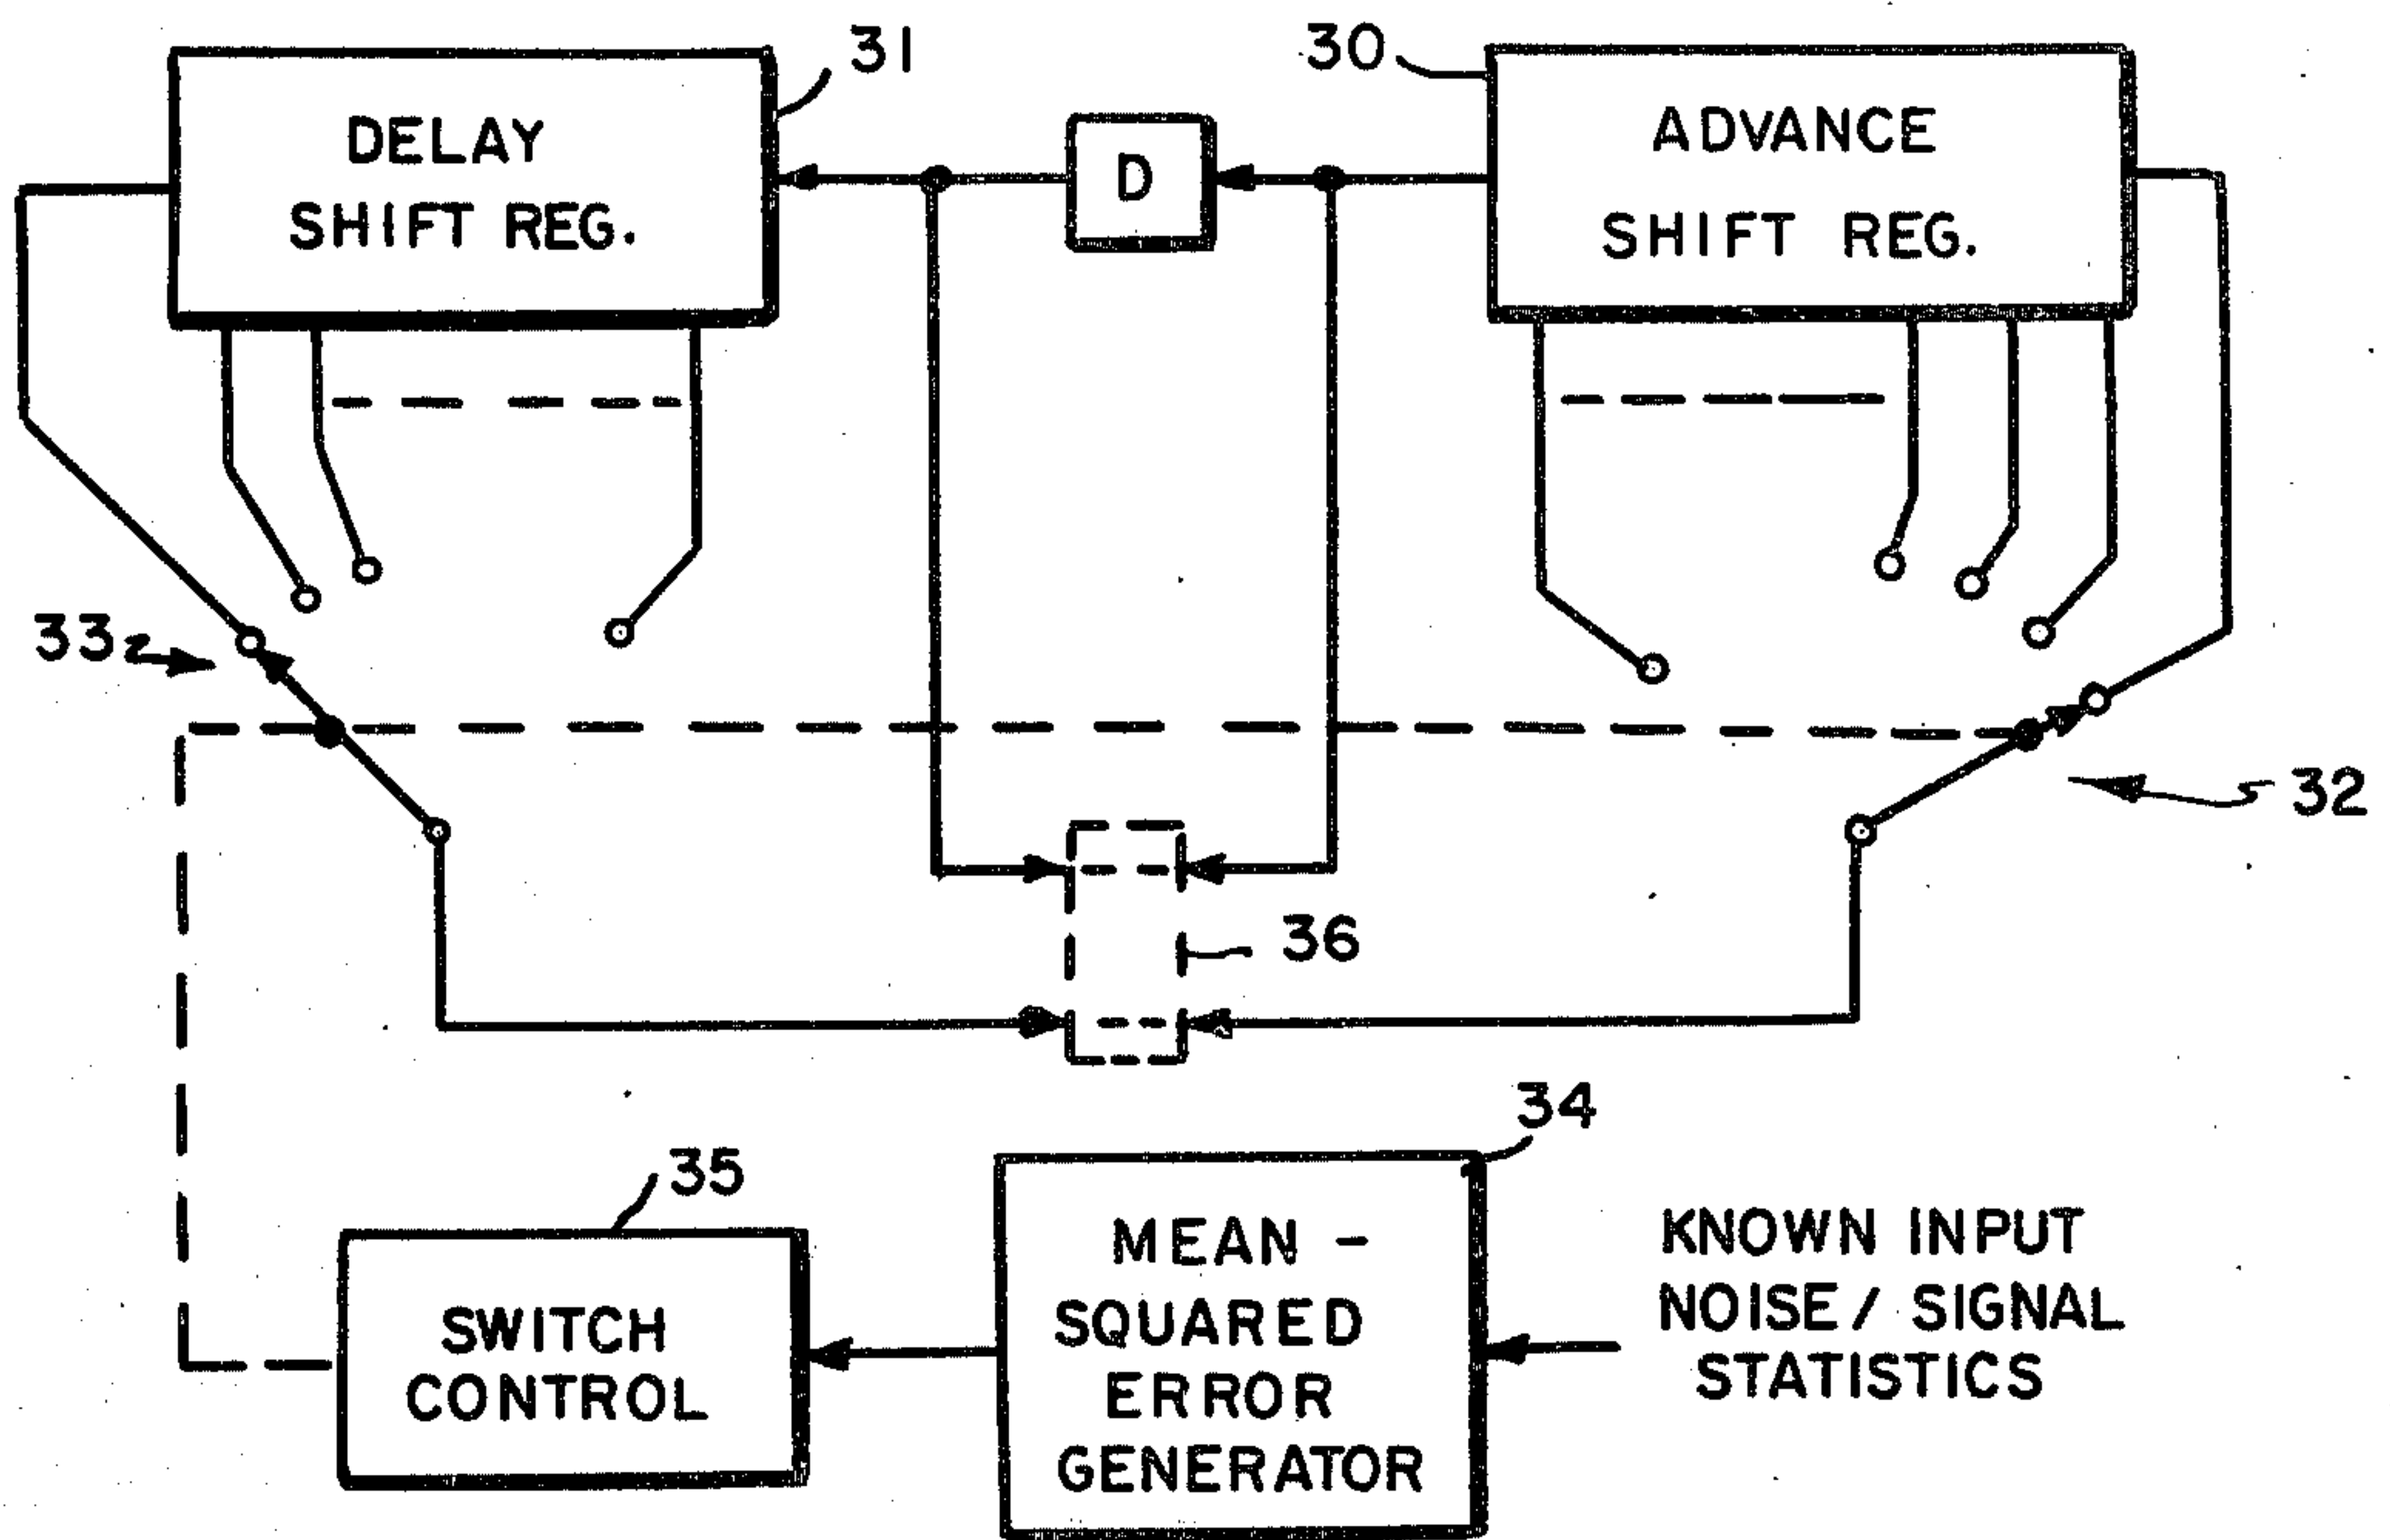 31
30
DELAY
SHIFT REG.
D
ADVANCE
SHIFT REG.
33
32
36
34
35
SWITCH
CONTROL
MEAN -
SQUARED
ERROR
GENERATOR
KNOWN INPUT
NOISE / SIGNAL
STATISTICS